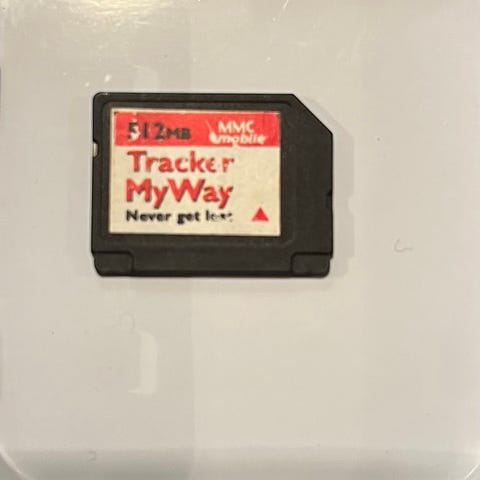 512MB
MMC
mobile
Tracker
MyWay
Never get lost